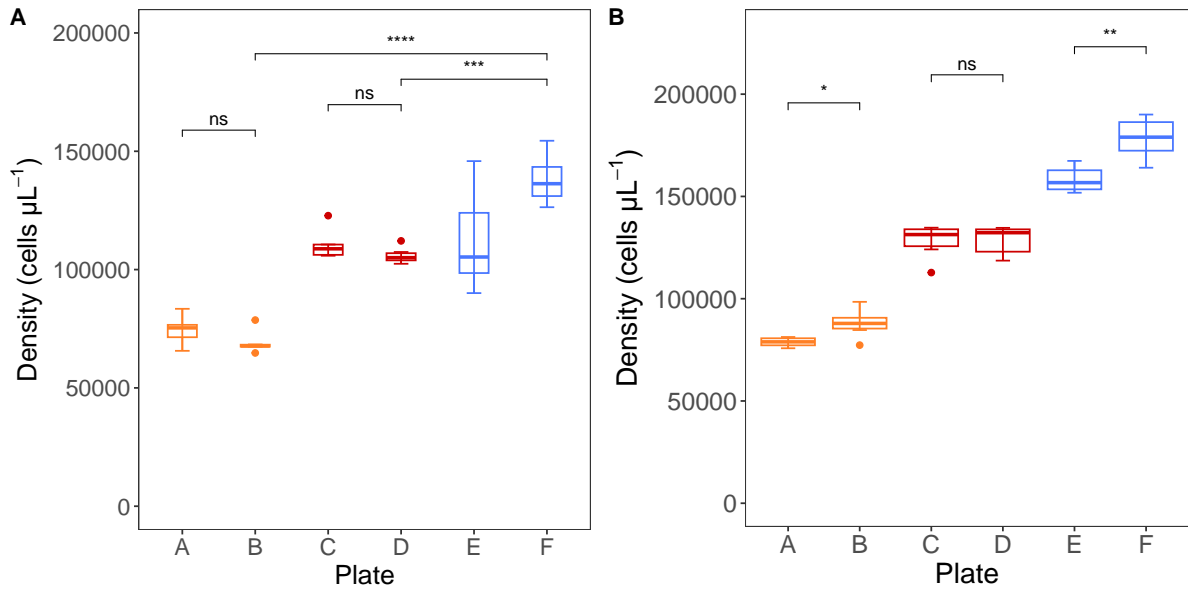 A
200000
150000
100000
50000
0
Density (cells µL⁻¹)
****
***
ns
ns
A B C D E F
Plate
B
200000
150000
100000
50000
0
Density (cells µL⁻¹)
**
ns
*
A B C D E F
Plate